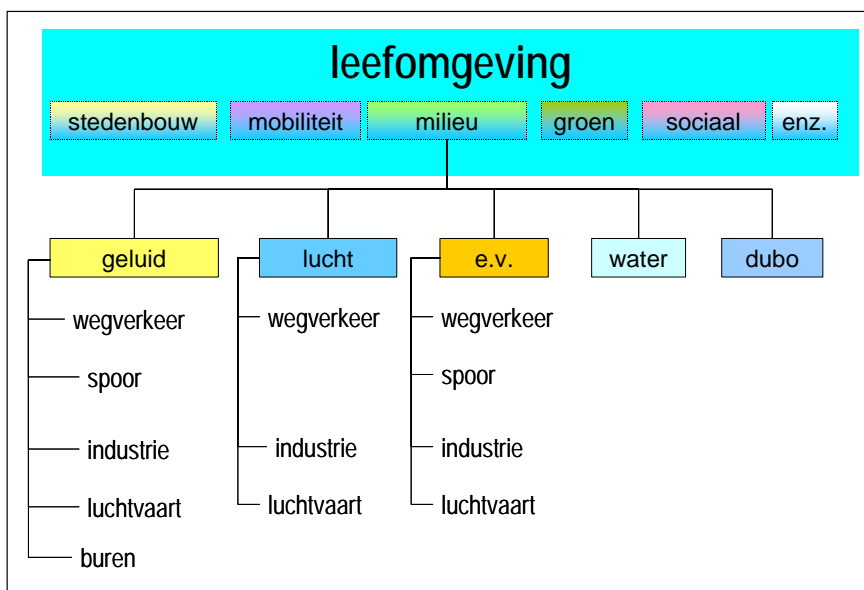 leefomgeving
stedenbouw mobiliteit milieu groen sociaal enz.
geluid lucht e.v. water dubo
wegverkeer wegverkeer wegverkeer
spoor spoor
industrie industrie industrie
luchtvaart luchtvaart luchtvaart
buren